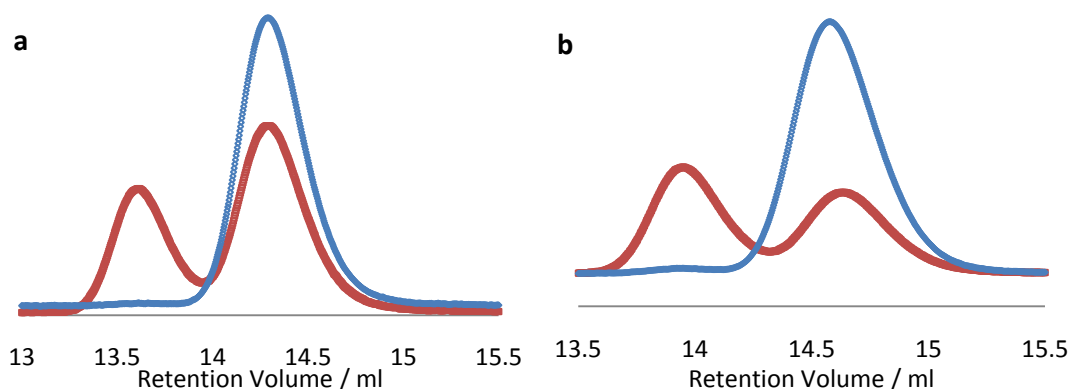 a
13 13.5 14 14.5 15 15.5
Retention Volume / ml
b
13.5 14 14.5 15 15.5
Retention Volume / ml